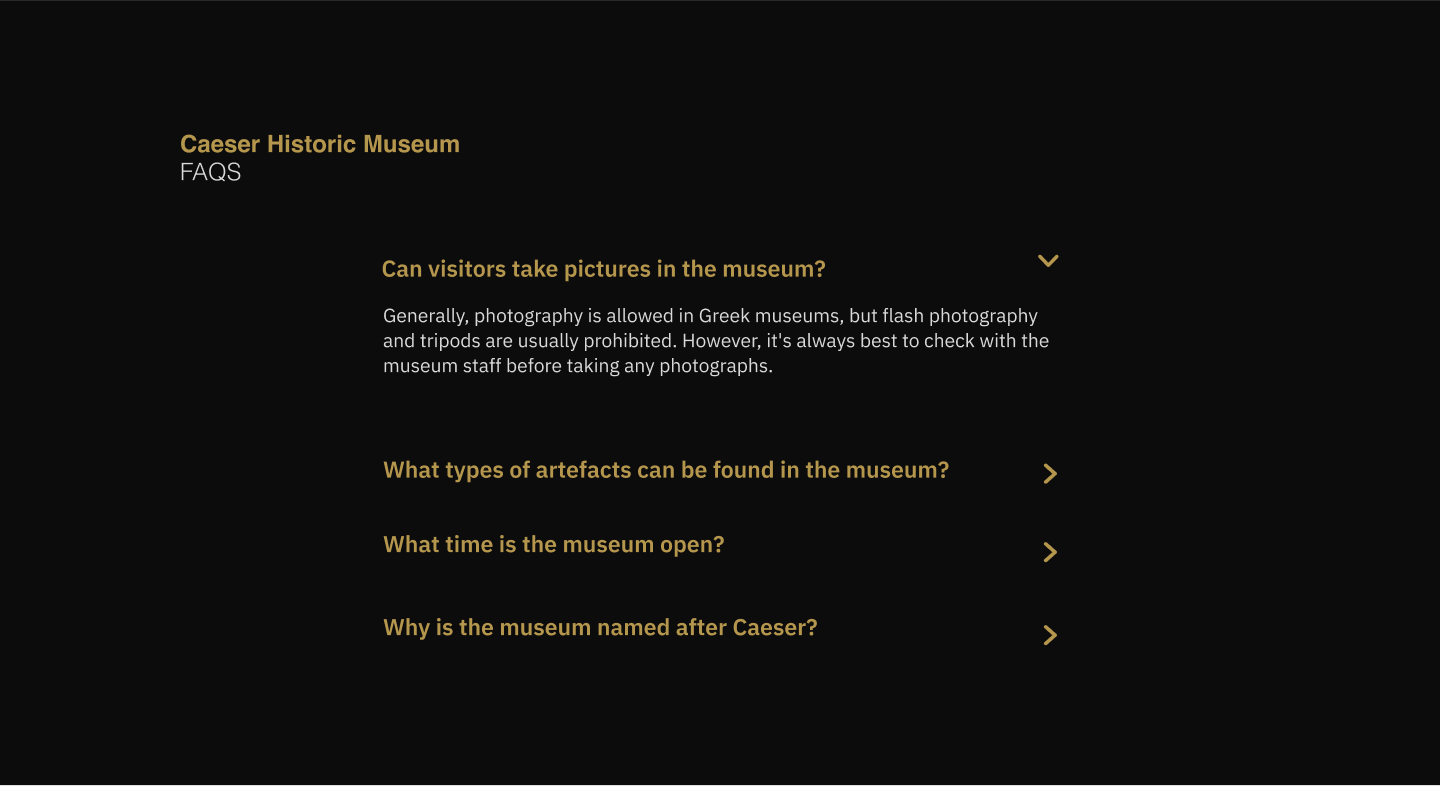 Caeser Historic Museum
FAQS
Can visitors take pictures in the museum?
Generally, photography is allowed in Greek museums, but flash photography
and tripods are usually prohibited. However, it's always best to check with the
museum staff before taking any photographs.
What types of artefacts can be found in the museum?
What time is the museum open?
Why is the museum named after Caeser?